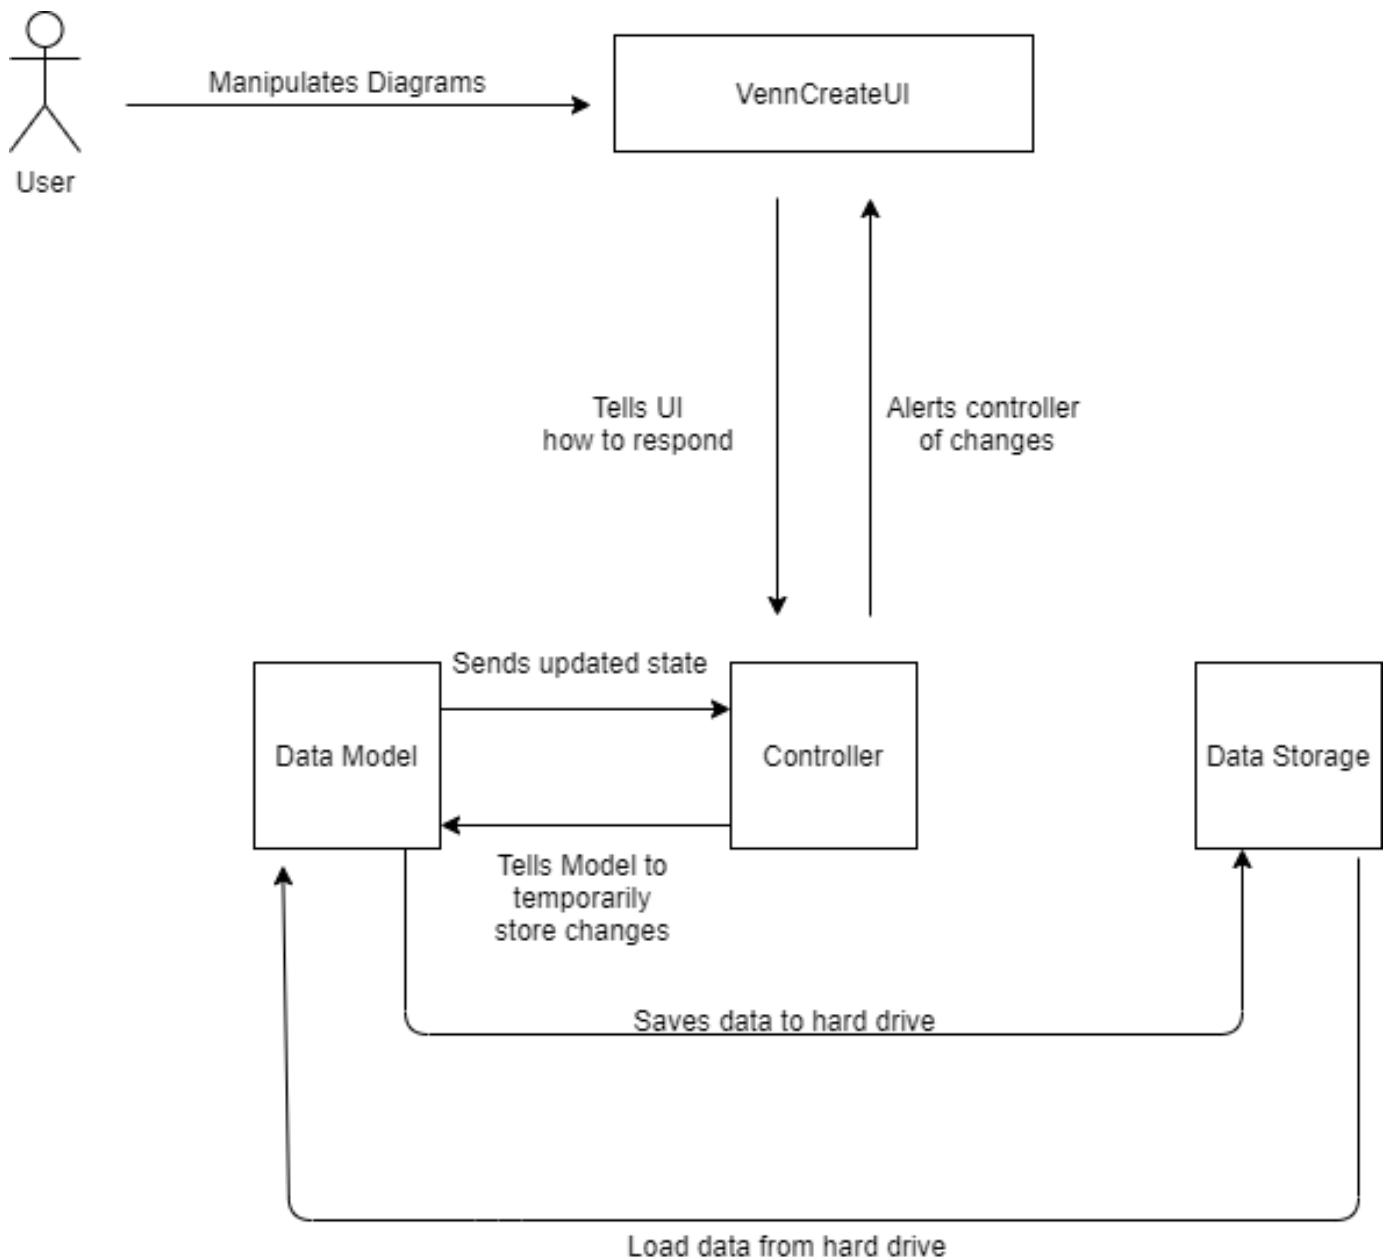 Manipulates Diagrams
VennCreateUI
User
Tells UI
how to respond
Alerts controller
of changes
Sends updated state
Data Model
Controller
Data Storage
Tells Model to
temporarily
store changes
Saves data to hard drive
Load data from hard drive